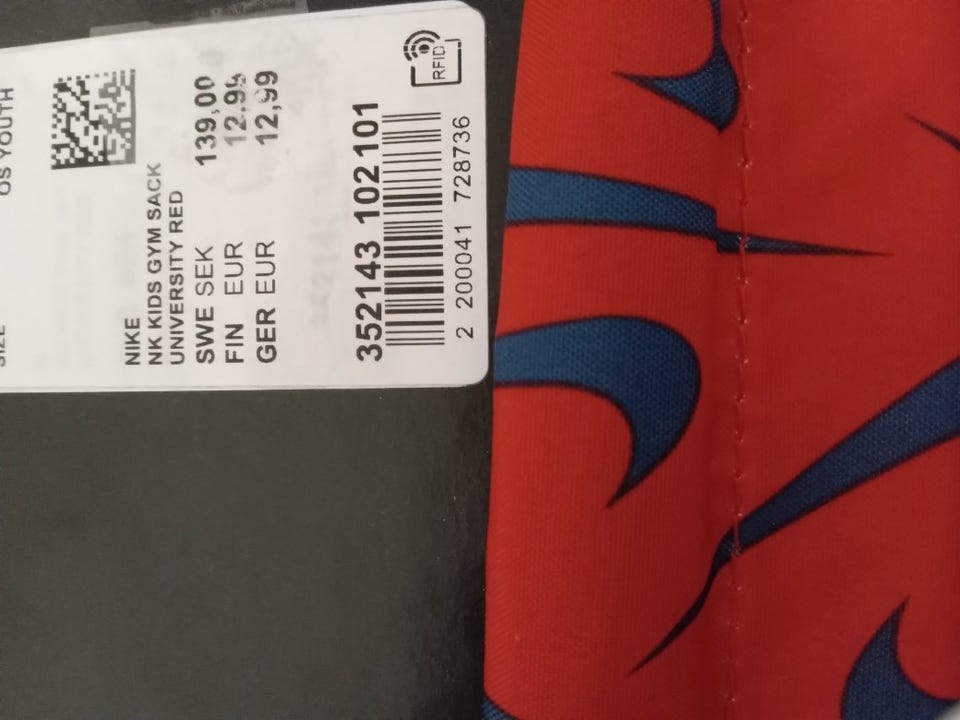 SIZE OS YOUTH
NIKE
NK KIDS GYM SACK
UNIVERSITY RED
SWE SEK 139,00
FIN EUR 12,99
GER EUR 12,99
352143 102101
2 200041 728736
RFID